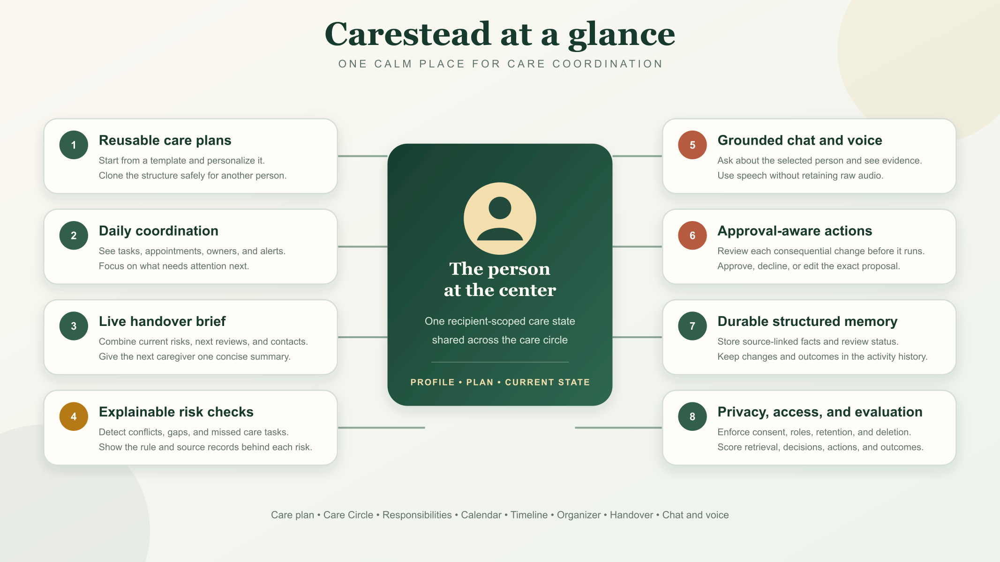 Carestead at a glance
ONE CALM PLACE FOR CARE COORDINATION
1
Reusable care plans
Start from a template and personalize it.
Clone the structure safely for another person.
2
Daily coordination
See tasks, appointments, owners, and alerts.
Focus on what needs attention next.
3
Live handover brief
Combine current risks, next reviews, and contacts.
Give the next caregiver one concise summary.
4
Explainable risk checks
Detect conflicts, gaps, and missed care tasks.
Show the rule and source records behind each risk.
The person
at the center
One recipient-scoped care state
shared across the care circle
PROFILE • PLAN • CURRENT STATE
5
Grounded chat and voice
Ask about the selected person and see evidence.
Use speech without retaining raw audio.
6
Approval-aware actions
Review each consequential change before it runs.
Approve, decline, or edit the exact proposal.
7
Durable structured memory
Store source-linked facts and review status.
Keep changes and outcomes in the activity history.
8
Privacy, access, and evaluation
Enforce consent, roles, retention, and deletion.
Score retrieval, decisions, actions, and outcomes.
Care plan • Care Circle • Responsibilities • Calendar • Timeline • Organizer • Handover • Chat and voice